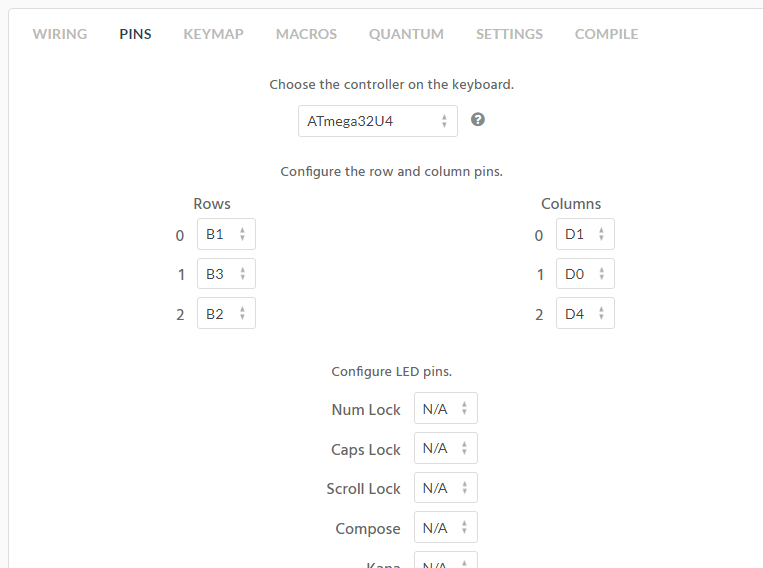 WIRING PINS KEYMAP MACROS QUANTUM SETTINGS COMPILE
Choose the controller on the keyboard.
ATmega32U4 ?
Configure the row and column pins.
Rows Columns
0 B1 0 D1
1 B3 1 D0
2 B2 2 D4
Configure LED pins.
Num Lock N/A
Caps Lock N/A
Scroll Lock N/A
Compose N/A
Kana N/A